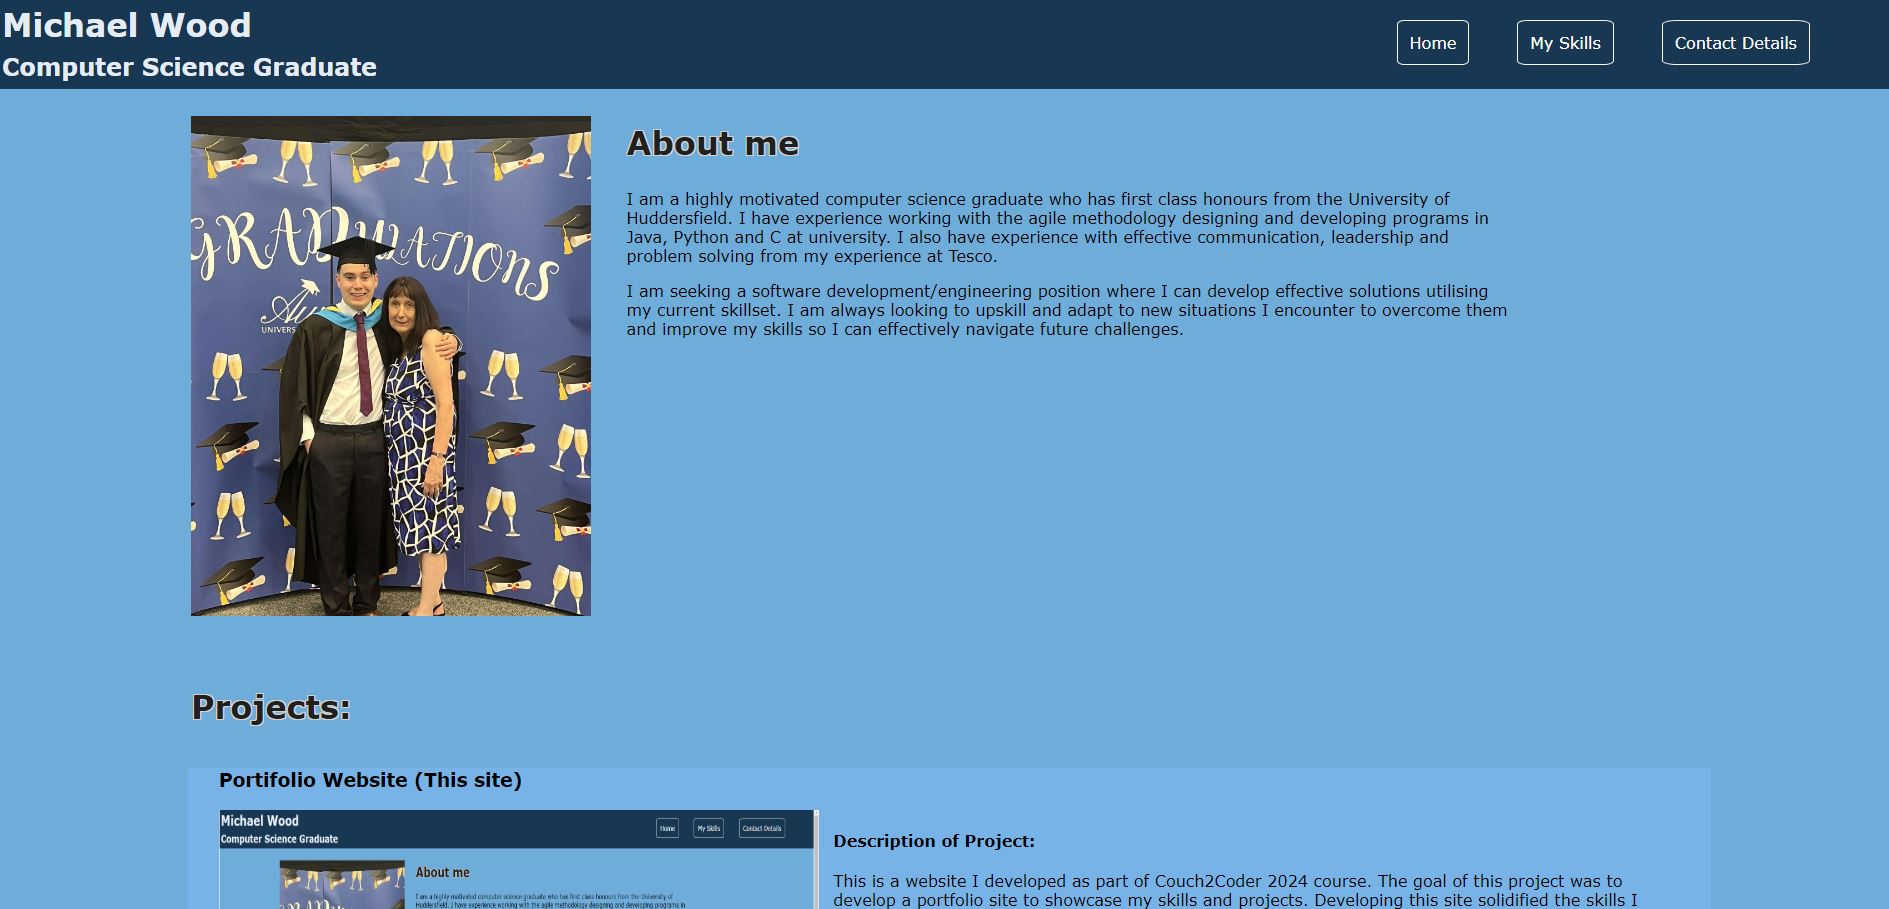 Michael Wood
Computer Science Graduate
Home
My Skills
Contact Details
GRADUATIONS
UNIVERS
About me
I am a highly motivated computer science graduate who has first class honours from the University of
Huddersfield. I have experience working with the agile methodology designing and developing programs in
Java, Python and C at university. I also have experience with effective communication, leadership and
problem solving from my experience at Tesco.
I am seeking a software development/engineering position where I can develop effective solutions utilising
my current skillset. I am always looking to upskill and adapt to new situations I encounter to overcome them
and improve my skills so I can effectively navigate future challenges.
Projects:
Portifolio Website (This site)
Michael Wood
Computer Science Graduate
Home
My Skills
Contact Details
About me
I am a highly motivated computer science graduate who has first class honours from the University of
Huddersfield. I have experience working with the agile methodology designing and developing programs in
Description of Project:
This is a website I developed as part of Couch2Coder 2024 course. The goal of this project was to
develop a portfolio site to showcase my skills and projects. Developing this site solidified the skills I